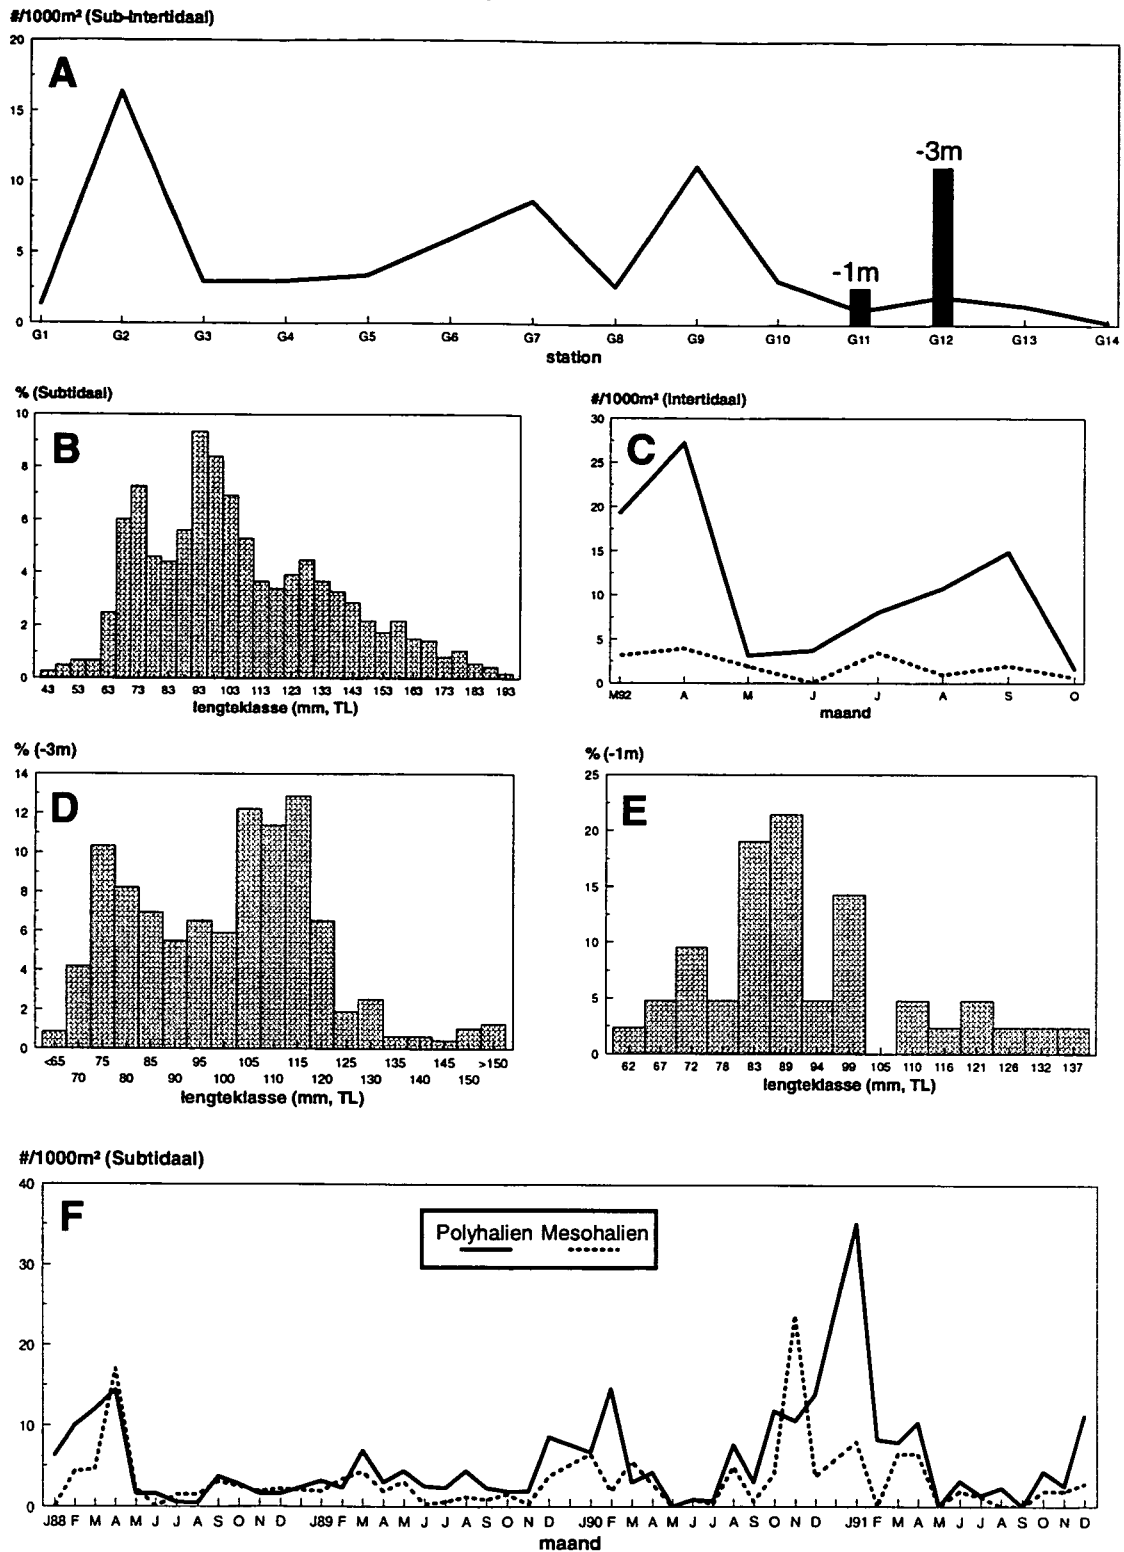 #/1000m² (Sub-Intertidaal)
A
20
15
10
5
0
-1m
-3m
G1 G2 G3 G4 G5 G6 G7 G8 G9 G10 G11 G12 G13 G14
station
% (Subtidaal)
B
10
8
6
4
2
0
43 53 63 73 83 93 103 113 123 133 143 153 163 173 183 193
lengteklasse (mm, TL)
#/1000m² (Intertidaal)
C
30
25
20
15
10
5
0
M92 A M J J A S O
maand
% (-3m)
D
14
12
10
8
6
4
2
0
<65 75 85 95 105 115 125 135 145 >150
70 80 90 100 110 120 130 140 150
lengteklasse (mm, TL)
% (-1m)
E
25
20
15
10
5
0
62 67 72 78 83 89 94 99 105 110 116 121 126 132 137
lengteklasse (mm, TL)
#/1000m² (Subtidaal)
F
Polyhalien Mesohalien
40
30
20
10
0
J88 F M A M J J A S O N D J89 F M A M J J A S O N D J90 F M A M J J A S O N D J91 F M A M J J A S O N D
maand